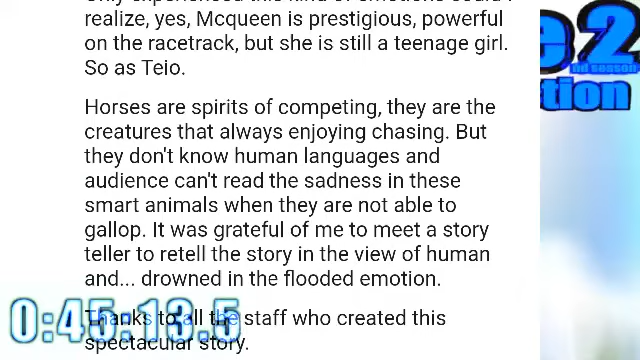 realize, yes, Mcqueen is prestigious, powerful
on the racetrack, but she is still a teenage girl.
So as Teio.
Horses are spirits of competing, they are the
creatures that always enjoying chasing. But
they don't know human languages and
audience can't read the sadness in these
smart animals when they are not able to
gallop. It was grateful of me to meet a story
teller to retell the story in the view of human
and... drowned in the flooded emotion.
Thanks to all the staff who created this
spectacular story.
0:45:13.5
e 2
nd season
tion